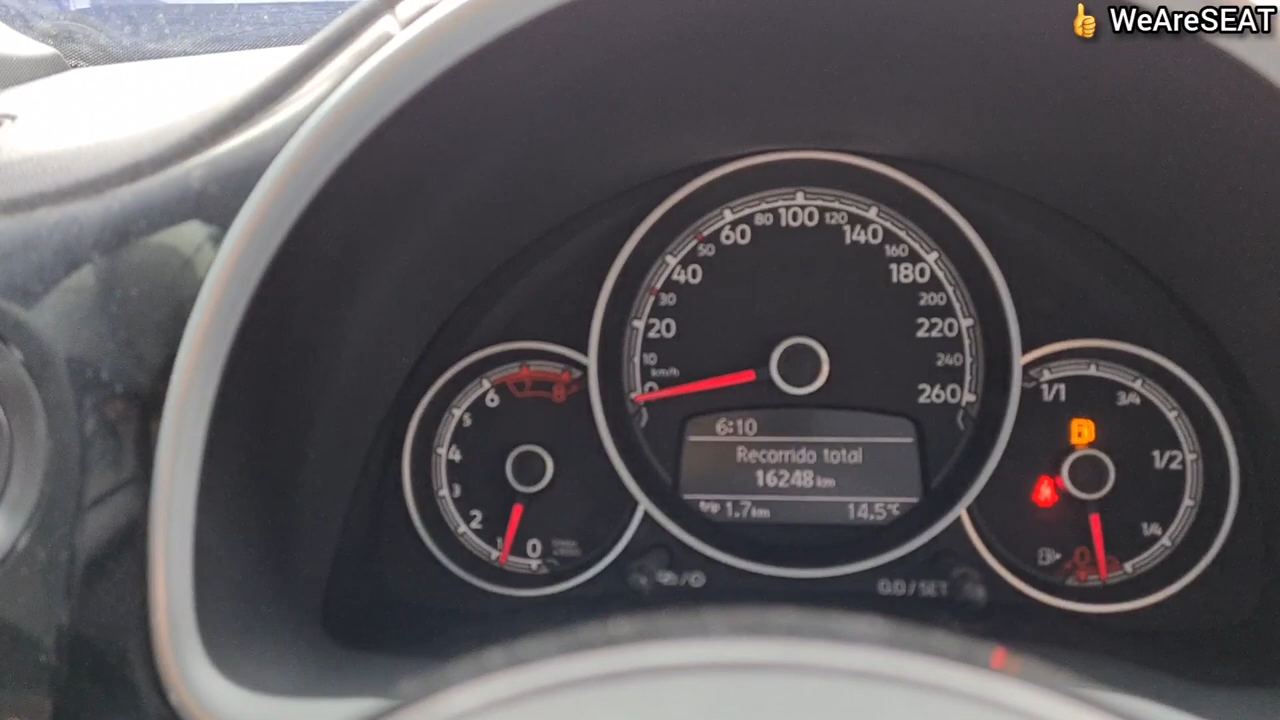 👍 WeAreSEAT
80 100 120
60 140
50 160
40 180
30 200
20 220
10 240
km/h
0 260
6:10
Recorrido total
16248 km
trip 1.7 km 14.5°C
6 8
5
4
3
2
1 0
1/1 3/4
1/2
1/4
0
0.0 / SET